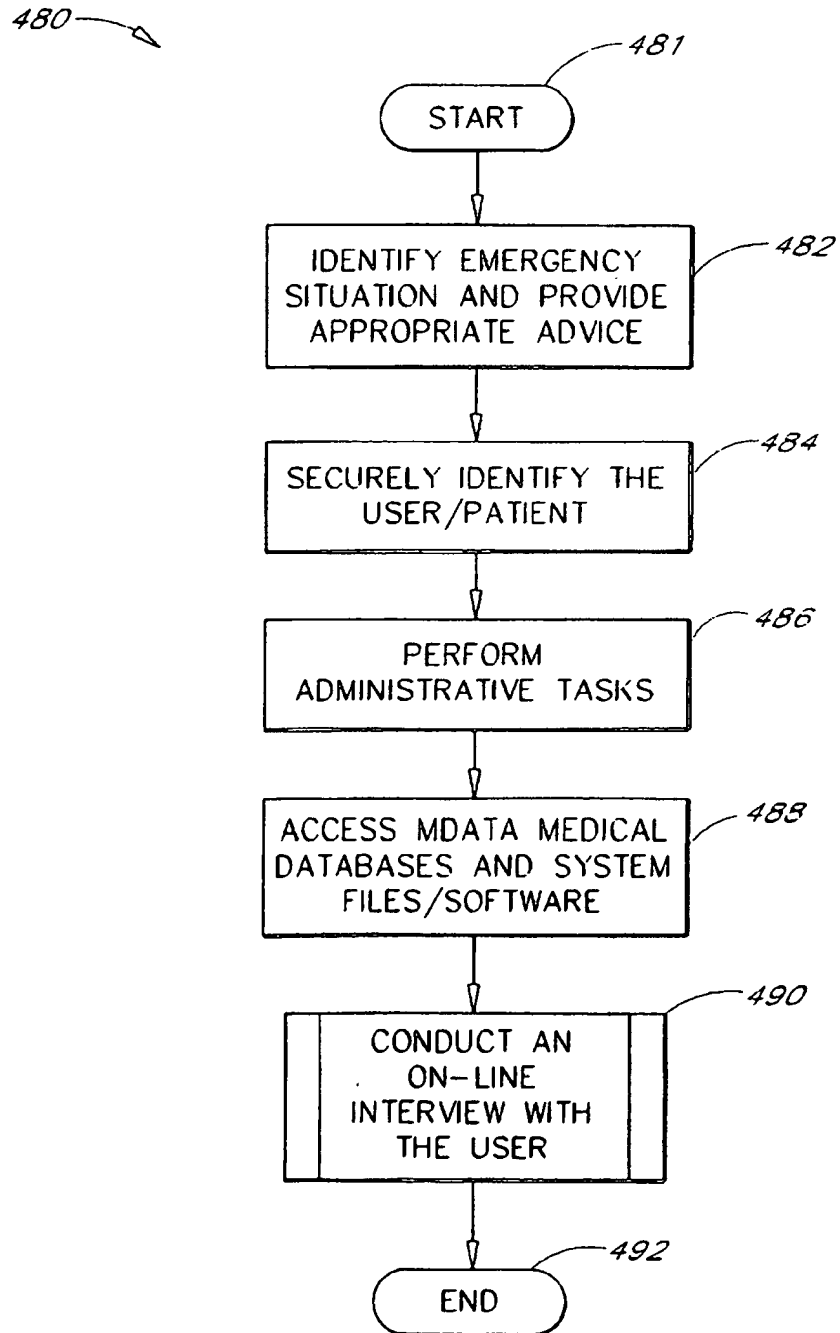 480
481
START
482
IDENTIFY EMERGENCY
SITUATION AND PROVIDE
APPROPRIATE ADVICE
484
SECURELY IDENTIFY THE
USER/PATIENT
486
PERFORM
ADMINISTRATIVE TASKS
488
ACCESS MDATA MEDICAL
DATABASES AND SYSTEM
FILES/SOFTWARE
490
CONDUCT AN
ON-LINE
INTERVIEW WITH
THE USER
492
END